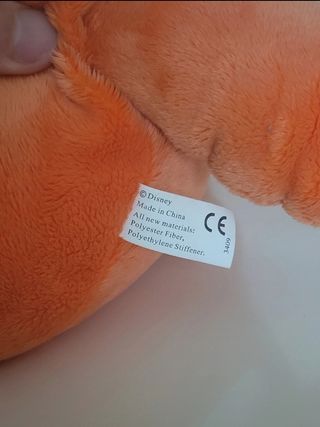 ©Disney
Made in China
All new materials:
Polyester Fiber,
Polyethylene Stiffener.
CE
3409